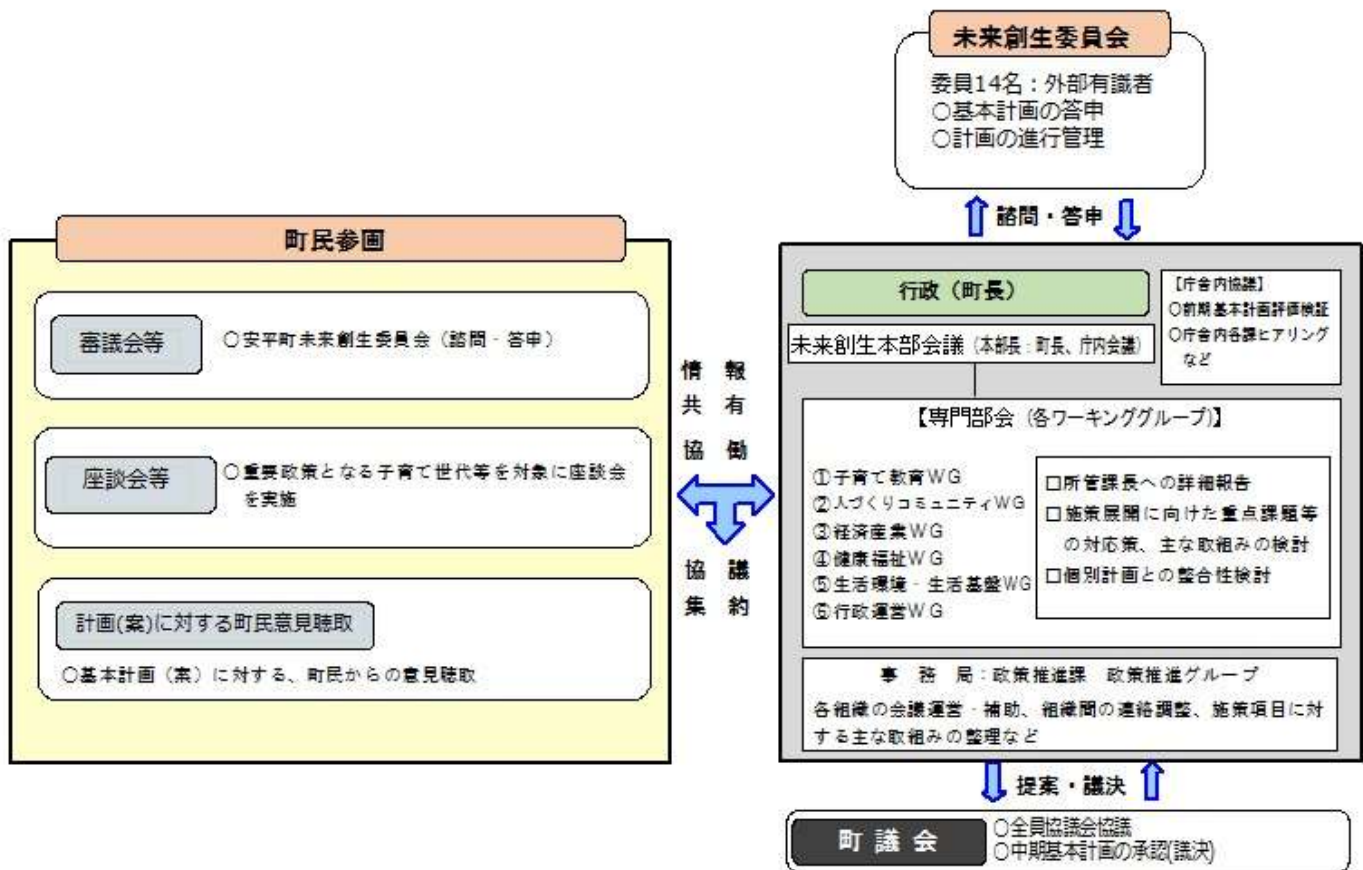 未来創生委員会
委員14名：外部有識者
○基本計画の答申
○計画の進行管理
諮問・答申
町民参画
審議会等
○安平町未来創生委員会（諮問・答申）
座談会等
○重要政策となる子育て世代等を対象に座談会
を実施
計画(案)に対する町民意見聴取
○基本計画（案）に対する、町民からの意見聴取
情 報
共 有
協 働
協 議
集 約
行政（町長）
【庁舎内協議】
○前期基本計画評価検証
○庁舎内各課ヒアリング
など
未来創生本部会議（本部長：町長、庁内会議）
【専門部会（各ワーキンググループ)】
①子育て教育WG
②人づくりコミュニティWG
③経済産業WG
④健康福祉WG
⑤生活環境・生活基盤WG
⑥行政運営WG
□所管課長への詳細報告
□施策展開に向けた重点課題等
の対応策、主な取組みの検討
□個別計画との整合性検討
事 務 局：政策推進課 政策推進グループ
各組織の会議運営・補助、組織間の連絡調整、施策項目に対
する主な取組みの整理など
提案・議決
町 議 会
○全員協議会協議
○中期基本計画の承認(議決)